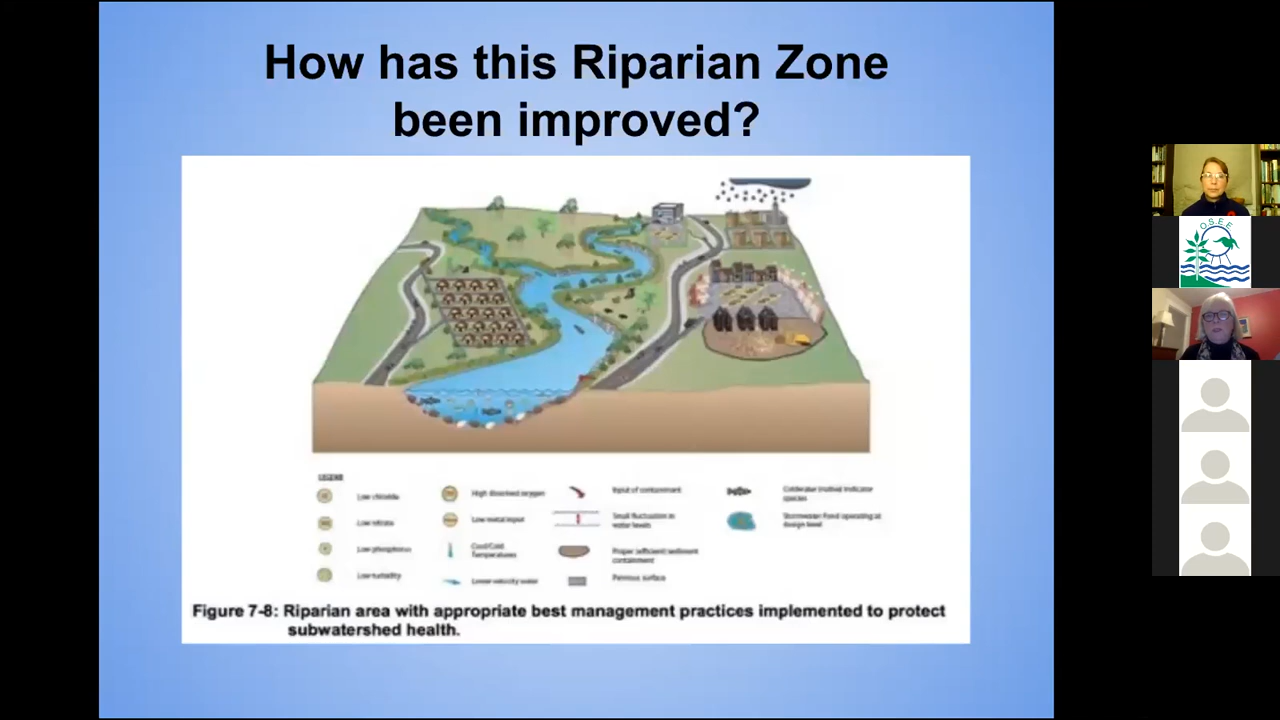 How has this Riparian Zone
been improved?
O.S.E.E
LEGEND
Low chloride
Low nitrate
Low phosphorus
Low turbidity
High dissolved oxygen
Low metal input
Cool/Cold
Temperatures
Lower velocity water
Input of contaminant
Small fluctuation in
water levels
Proper sufficient sediment
containment
Pervious surface
Coldwater (native) indicator
species
Stormwater Pond operating at
design level
Figure 7-8: Riparian area with appropriate best management practices implemented to protect
subwatershed health.